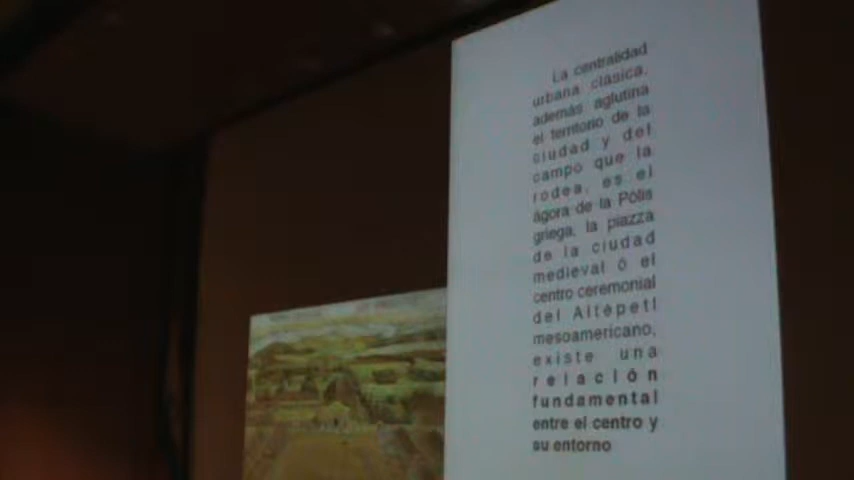 La centralidad
urbana clásica,
además aglutina
el territorio de la
ciudad y del
campo que la
rodea, es el
ágora de la Pólis
griega, la piazza
de la ciudad
medieval ó el
centro ceremonial
del Altépetl
mesoamericano,
existe una
relación
fundamental
entre el centro y
su entorno